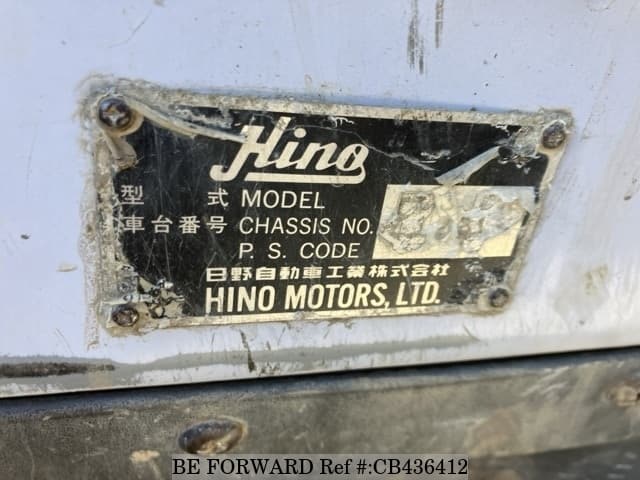 Hino
型 式 MODEL
車台番号 CHASSIS NO.
P. S. CODE
日野自動車工業株式会社
HINO MOTORS, LTD.
BE FORWARD Ref #:CB436412